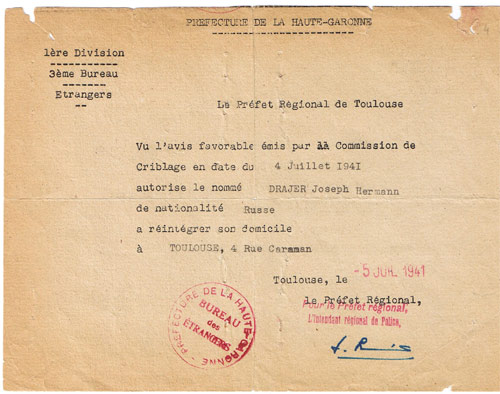 PREFECTURE DE LA HAUTE-GARONNE
1ère Division
3ème Bureau
Etrangers
Le Préfet Régional de Toulouse
Vu l'avis favorable émis par la Commission de
Criblage en date du 4 Juillet 1941
autorise le nommé DRAJER Joseph Hermann
de nationalité Russe
a réintégrer son domicile
à TOULOUSE, 4 Rue Caraman
Toulouse, le -5 JUIL 1941
le Préfet Régional,
Pour le Préfet régional,
L'Intendant régional de Police,
PREFECTURE DE LA HAUTE-GARONNE
BUREAU
des
ÉTRANGERS